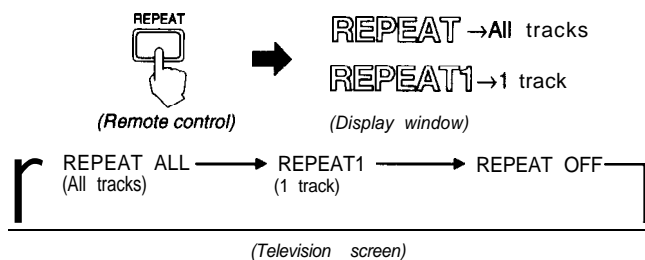 REPEAT
REPEAT →All tracks
REPEAT1→1 track
(Remote control)
(Display window)
REPEAT ALL → REPEAT1 → REPEAT OFF
(All tracks) (1 track)
(Television screen)